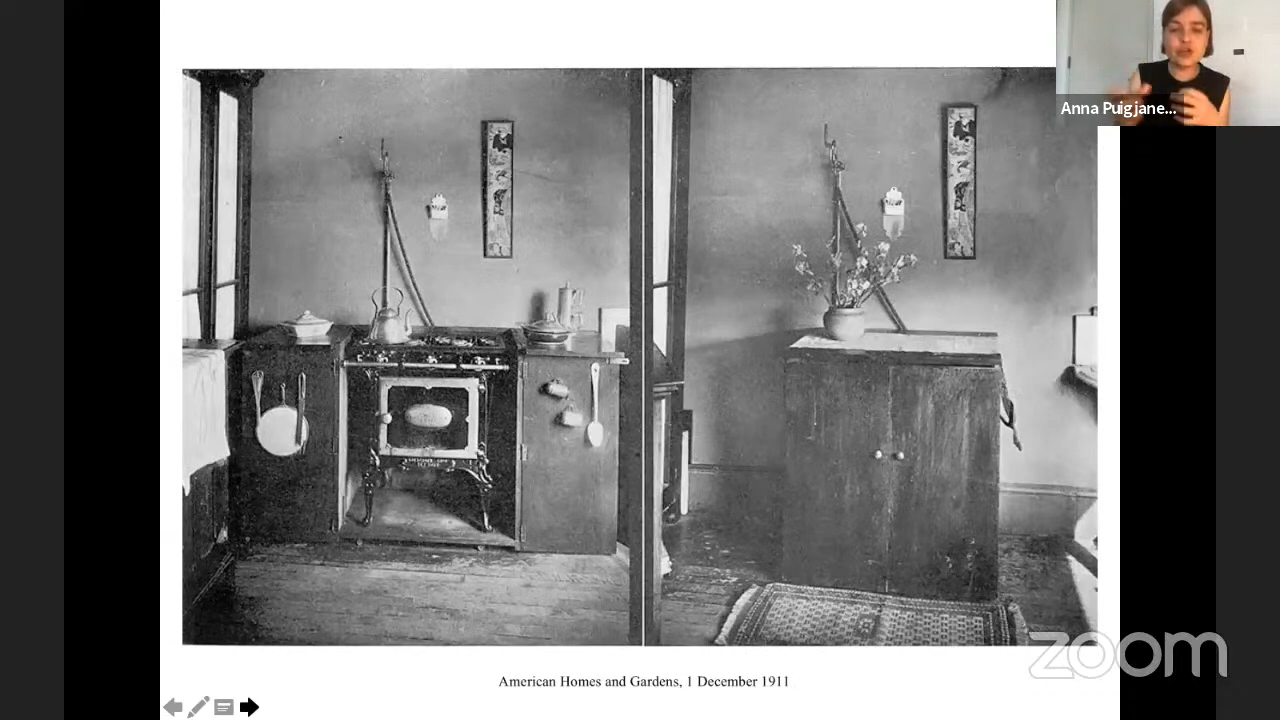 Anna Puigjane...
American Homes and Gardens, 1 December 1911
zoom